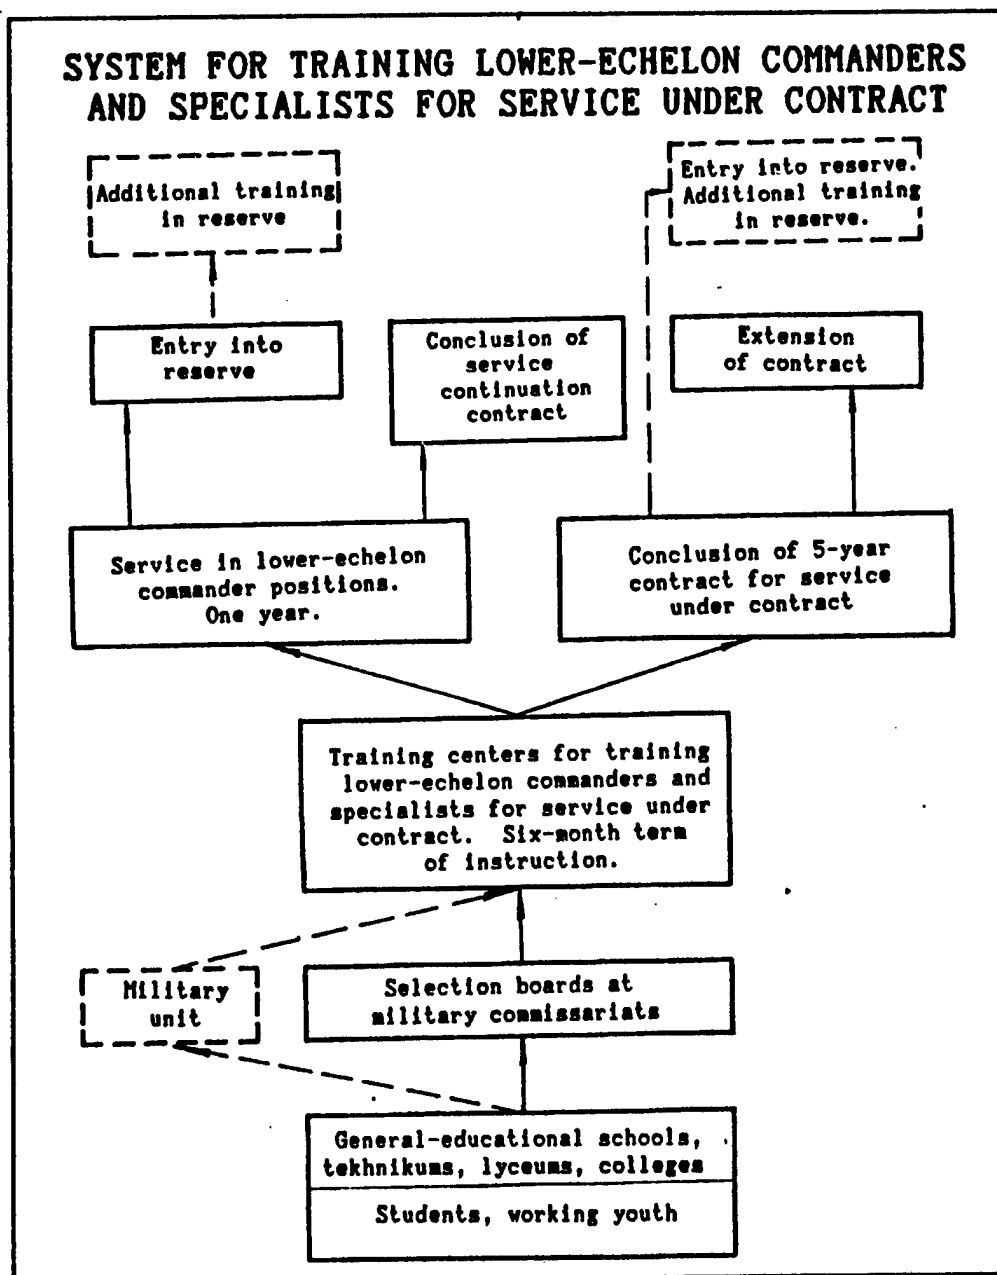 SYSTEM FOR TRAINING LOWER-ECHELON COMMANDERS
AND SPECIALISTS FOR SERVICE UNDER CONTRACT
Additional training
in reserve
Entry into reserve.
Additional training
in reserve.
Entry into
reserve
Conclusion of
service
continuation
contract
Extension
of contract
Service in lower-echelon
commander positions.
One year.
Conclusion of 5-year
contract for service
under contract
Training centers for training
lower-echelon commanders and
specialists for service under
contract. Six-month term
of instruction.
Military
unit
Selection boards at
military commissariats
General-educational schools,
tekhnikums, lyceums, colleges
Students, working youth